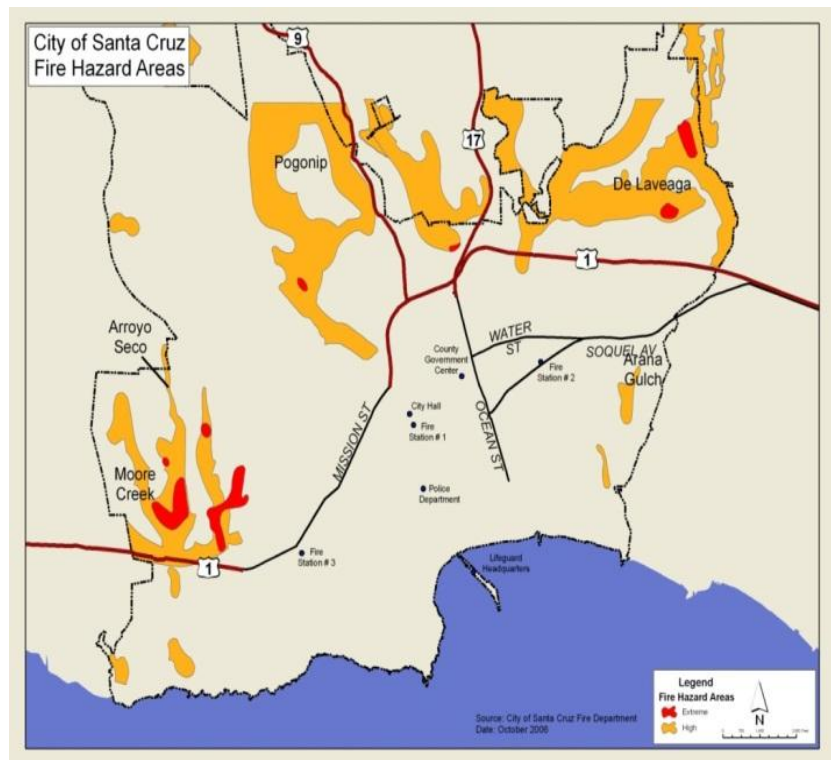 City of Santa Cruz
Fire Hazard Areas
9
17
Pogonip
De Laveaga
1
Arroyo
Seco
WATER
ST
SOQUEL AV
County
Government
Center
Fire
Station # 2
Arana
Gulch
City Hall
Fire
Station # 1
MISSION ST
OCEAN ST
Moore
Creek
Police
Department
Fire
Station # 3
1
Lifeguard
Headquarters
Legend
Fire Hazard Areas
Extreme
High
N
Source: City of Santa Cruz Fire Department
Date: October 2006